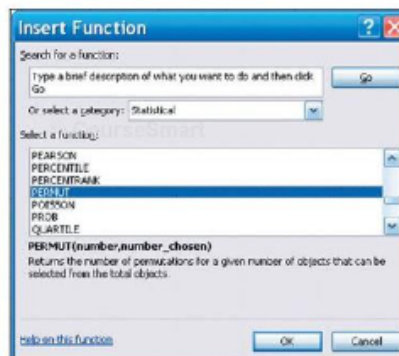 Insert Function
Search for a function:
Type a brief description of what you want to do and then click
Go
Go
Or select a category: Statistical
CourseSmart
Select a function:
PEARSON
PERCENTILE
PERCENTRANK
PERMUT
POISSON
PROB
QUARTILE
PERMUT(number,number_chosen)
Returns the number of permutations for a given number of objects that can be
selected from the total objects.
Help on this function
OK
Cancel